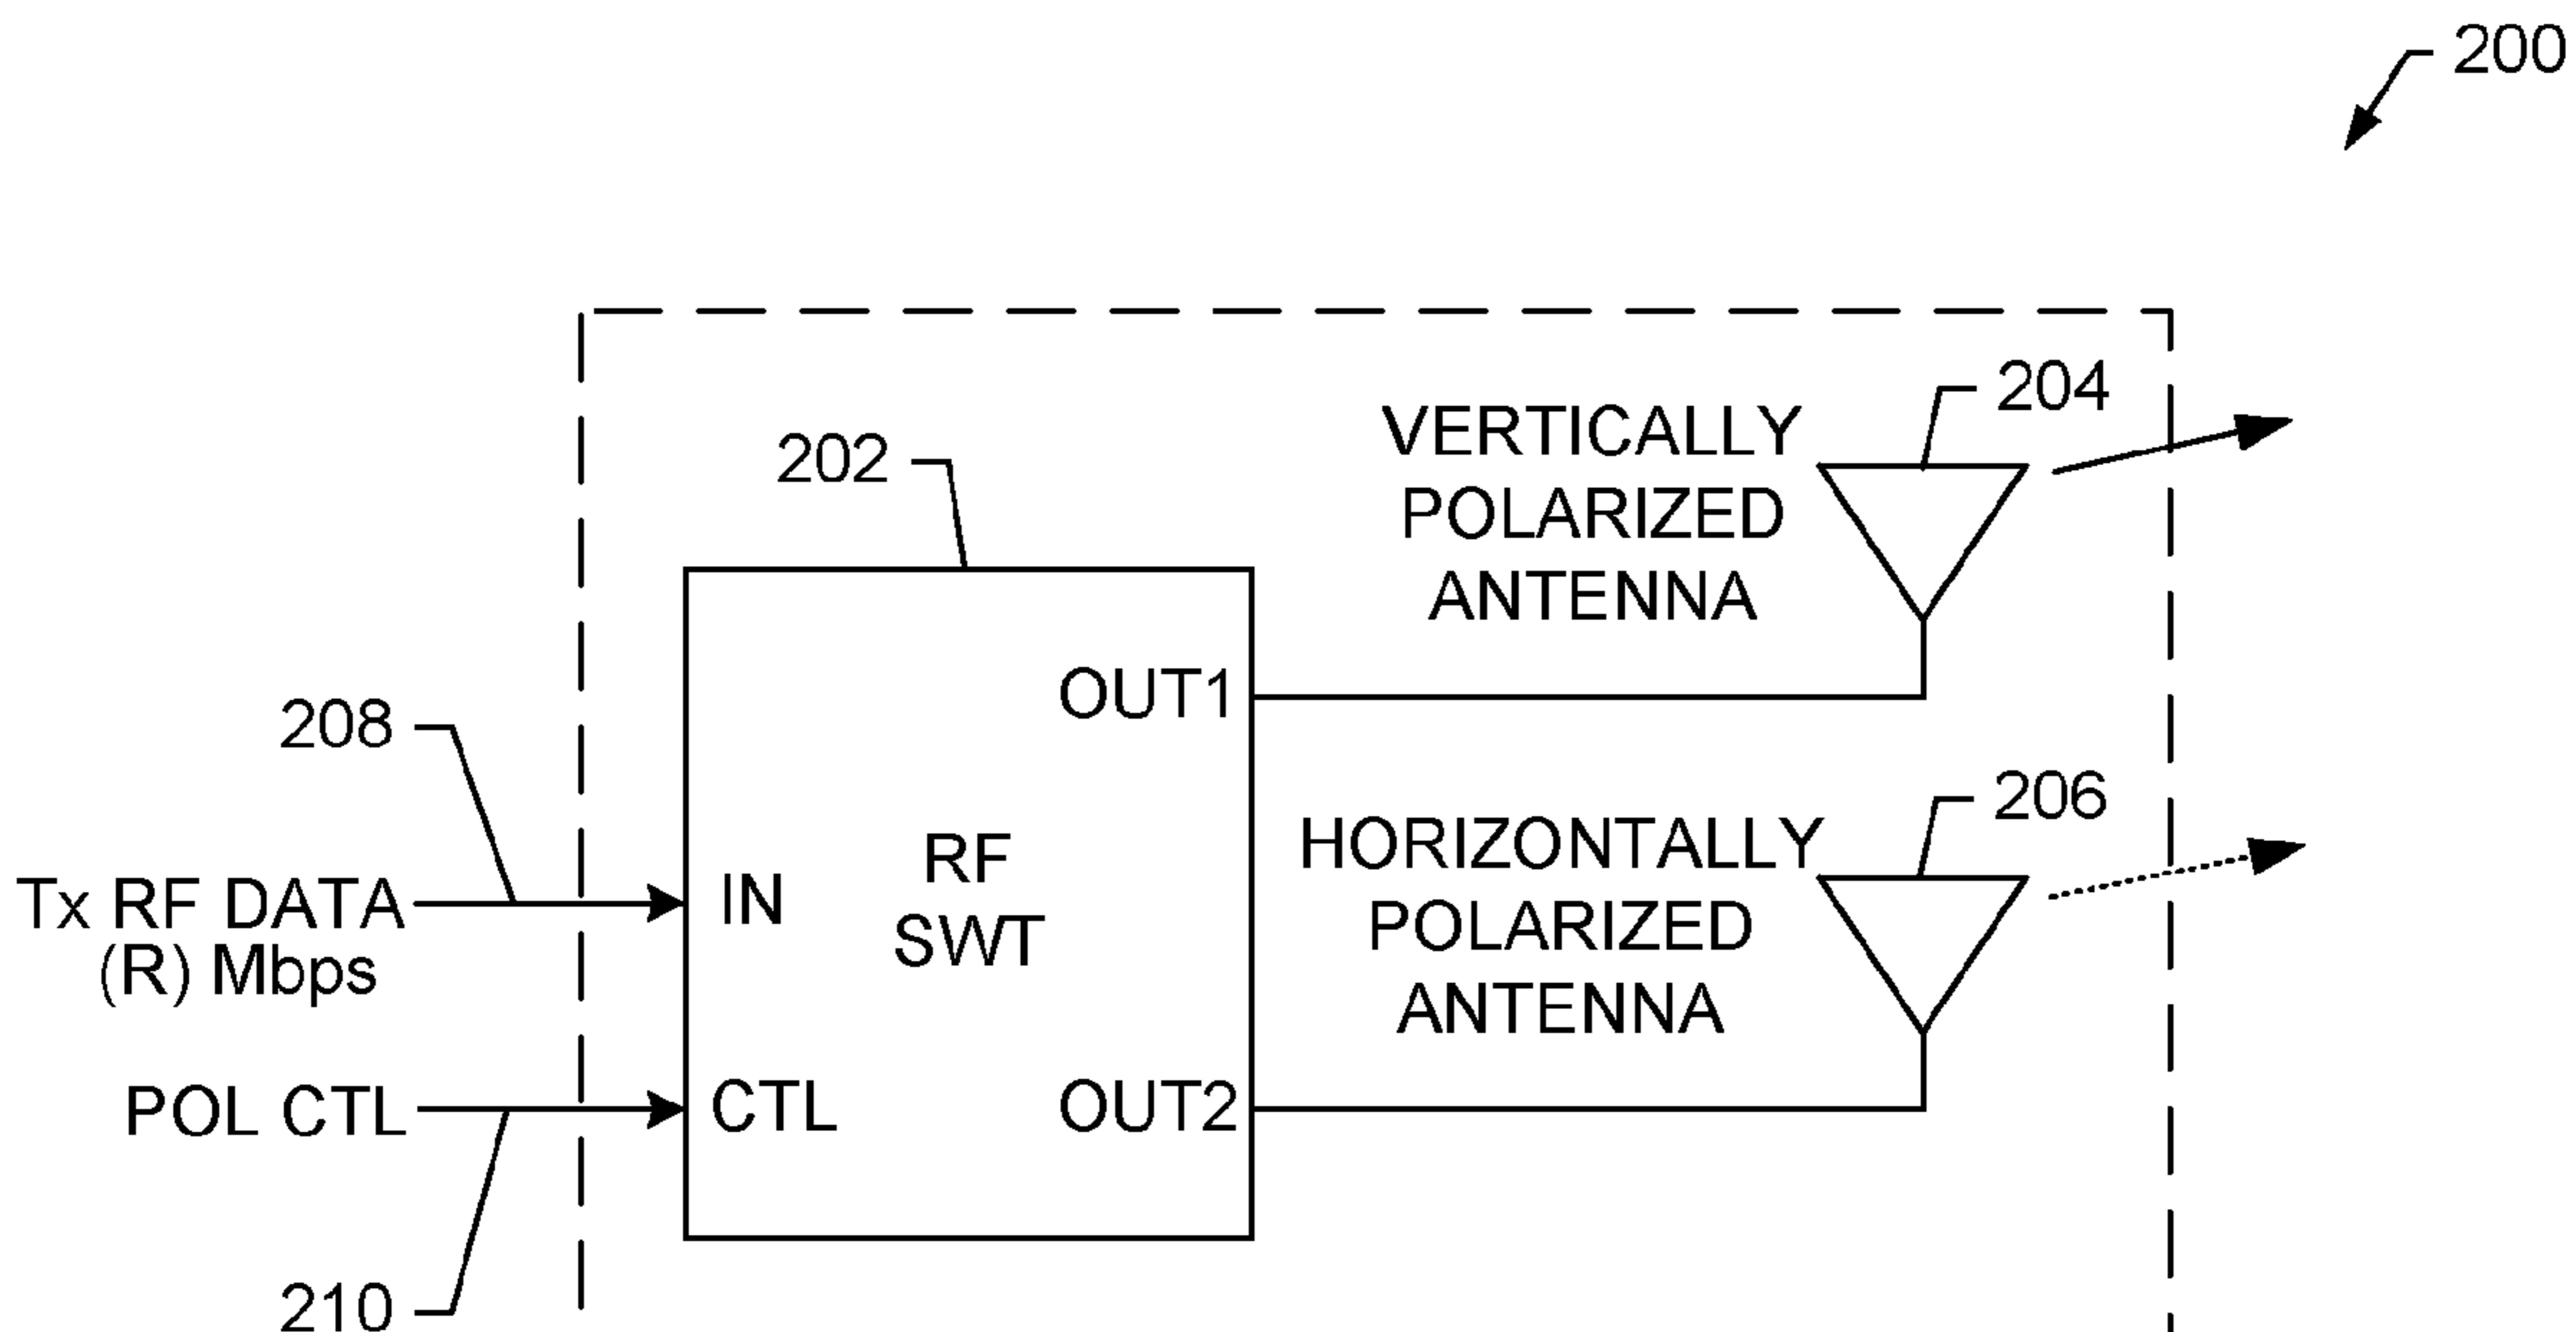 200
204
VERTICALLY
POLARIZED
ANTENNA
202
OUT1
208
206
HORIZONTALLY
POLARIZED
ANTENNA
RF
SWT
IN
Tx RF DATA
(R) Mbps
POL CTL
CTL
OUT2
210